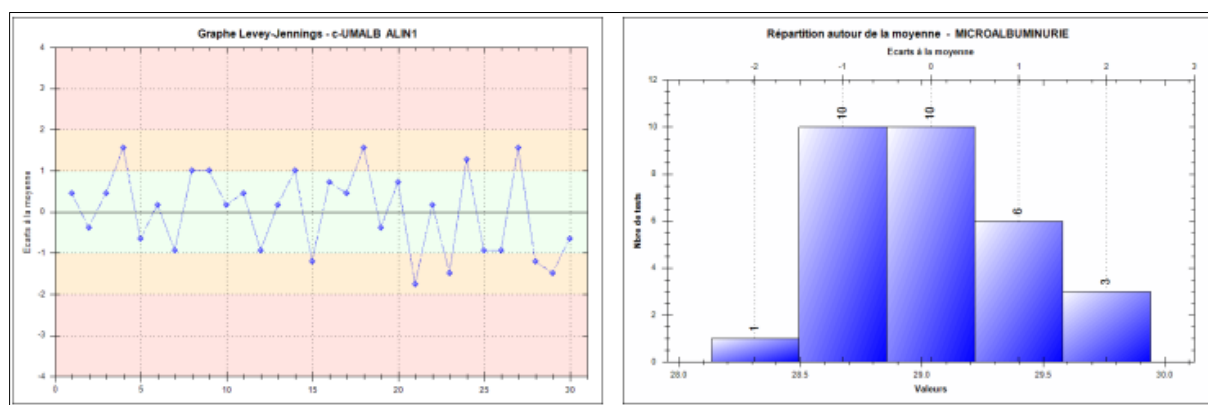 Graphe Levey-Jennings - c-UMALB ALIN1
Ecarts à la moyenne
4
3
2
1
0
-1
-2
-3
-4
0 5 10 15 20 25 30
Répartition autour de la moyenne - MICROALBUMINURIE
Ecarts à la moyenne
-2 -1 0 1 2 3
Nbre de tests
12
10
8
6
4
2
0
1 10 10 6 3
28.0 28.5 29.0 29.5 30.0
Valeurs